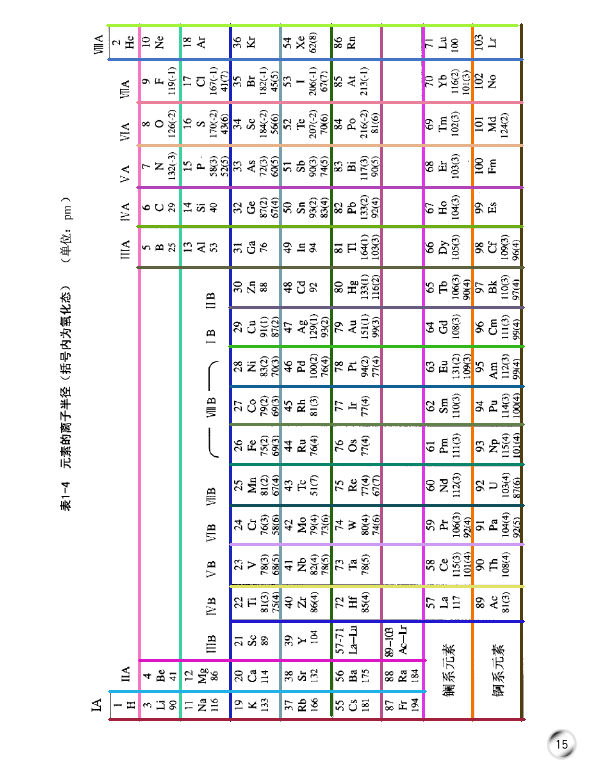 表1-4 元素的离子半径(括号内为氧化态) (单位: pm)
IA VIIIA
1 IIA IIIA IVA VA VIA VIIA 2
H He
3 4 5 6 7 8 9 10
Li Be B C N O F Ne
90 41 25 29 132(-3) 126(-2) 119(-1)
11 12 13 14 15 16 17 18
Na Mg Al Si P S Cl Ar
116 86 IIIB IVB VB VIB VIIB VIIIB IB IIB 53 40 58(3) 170(-2) 167(-1)
52(5) 43(6) 41(7)
19 20 21 22 23 24 25 26 27 28 29 30 31 32 33 34 35 36
K Ca Sc Ti V Cr Mn Fe Co Ni Cu Zn Ga Ge As Sc Br Kr
133 114 89 81(3) 78(3) 76(3) 81(2) 75(2) 79(2) 83(2) 91(1) 88 76 87(2) 72(3) 184(-2) 182(-1)
75(4) 68(5) 58(6) 67(4) 69(3) 69(3) 70(3) 87(2) 67(4) 60(5) 56(6) 45(5)
37 38 39 40 41 42 43 44 45 46 47 48 49 50 51 52 53 54
Rb Sr Y Zr Nb Mo Tc Ru Rh Pd Ag Cd In Sn Sb Te I Xe
166 132 104 86(4) 82(4) 79(4) 51(7) 76(4) 81(3) 100(2) 129(1) 92 94 93(2) 90(3) 207(-2) 206(-1) 62(8)
78(5) 73(6) 76(4) 93(2) 83(4) 74(5) 70(6) 67(7)
55 56 57-71 72 73 74 75 76 77 78 79 80 81 82 83 84 85 86
Cs Ba La-Lu Hf Ta W Re Os Ir Pt Au Hg Tl Pb Bi Po At Rn
181 175 85(4) 78(5) 80(4) 77(4) 77(4) 77(4) 94(2) 151(1) 133(1) 164(1) 133(2) 117(3) 216(-2) 213(-1)
74(6) 67(7) 77(4) 99(3) 116(2) 103(3) 92(4) 90(5) 81(6)
87 88 89-103
Fr Ra Ac-Lr
194 184
镧系元素 57 58 59 60 61 62 63 64 65 66 67 68 69 70 71
La Ce Pr Nd Pm Sm Eu Gd Tb Dy Ho Er Tm Yb Lu
117 115(3) 106(3) 112(3) 111(3) 110(3) 131(2) 108(3) 106(3) 105(3) 104(3) 103(3) 102(3) 116(2) 100
101(4) 92(4) 109(3) 90(4) 101(3)
锕系元素 89 90 91 92 93 94 95 96 97 98 99 100 101 102 103
Ac Th Pa U Np Pu Am Cm Bk Cf Es Fm Md No Lr
81(3) 108(4) 104(4) 103(4) 115(4) 114(3) 112(3) 111(3) 110(3) 109(3) 124(2)
92(5) 87(6) 101(4) 100(4) 99(4) 99(4) 97(4) 96(4)
15